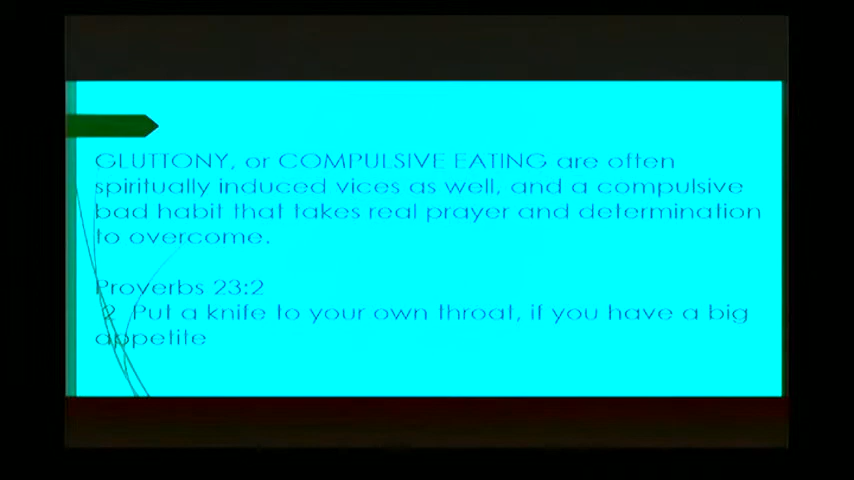 GLUTTONY, or COMPULSIVE EATING are often
spiritually induced vices as well, and a compulsive
bad habit that takes real prayer and determination
to overcome.
Proverbs 23:2
2 Put a knife to your own throat, if you have a big
appetite